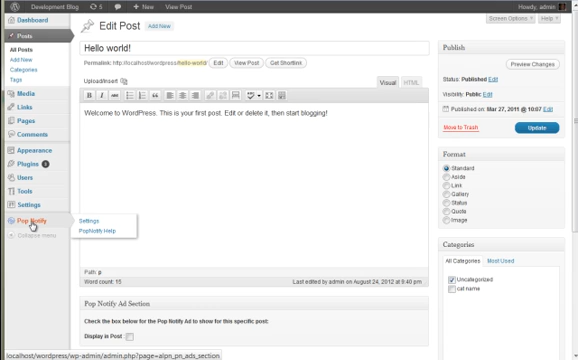 Development Blog 5 + New View Post Howdy, admin
Screen Options Help
Dashboard
Posts
All Posts
Add New
Categories
Tags
Media
Links
Pages
Comments
Appearance
Plugins 1
Users
Tools
Settings
Pop Notify
Collapse menu
Settings
PopNotify Help
Edit Post Add New
Hello world!
Permalink: http://localhost/wordpress/hello-world/ Edit View Post Get Shortlink
Upload/Insert
Visual HTML
B I ABC
Welcome to WordPress. This is your first post. Edit or delete it, then start blogging!
Path: p
Word count: 15 Last edited by admin on August 24, 2012 at 8:40 pm
Pop Notify Ad Section
Check the box below for the Pop Notify Ad to show for this specific post:
Display in Post :
Publish
Preview Changes
Status: Published Edit
Visibility: Public Edit
Published on: Mar 27, 2011 @ 10:07 Edit
Move to Trash Update
Format
Standard
Aside
Link
Gallery
Status
Quote
Image
Categories
All Categories Most Used
Uncategorized
cat name
localhost/wordpress/wp-admin/admin.php?page=alpn_pn_ads_section